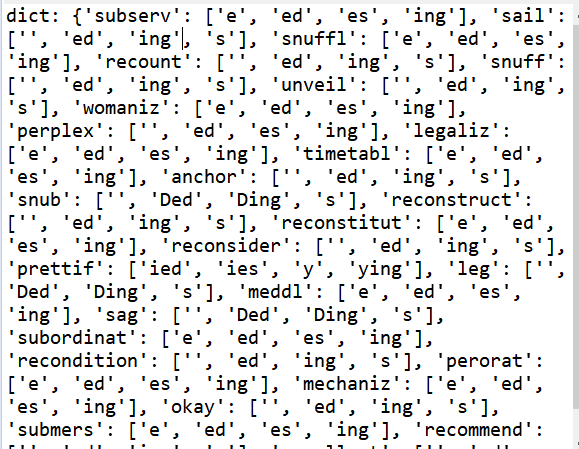 dict: {'subserv': ['e', 'ed', 'es', 'ing'], 'sail':
['', 'ed', 'ing', 's'], 'snuffl': ['e', 'ed', 'es',
'ing'], 'recount': ['', 'ed', 'ing', 's'], 'snuff':
['', 'ed', 'ing', 's'], 'unveil': ['', 'ed', 'ing',
's'], 'womaniz': ['e', 'ed', 'es', 'ing'],
'perplex': ['', 'ed', 'es', 'ing'], 'legaliz':
['e', 'ed', 'es', 'ing'], 'timetabl': ['e', 'ed',
'es', 'ing'], 'anchor': ['', 'ed', 'ing', 's'],
'snub': ['', 'Ded', 'Ding', 's'], 'reconstruct':
['', 'ed', 'ing', 's'], 'reconstitut': ['e', 'ed',
'es', 'ing'], 'reconsider': ['', 'ed', 'ing', 's'],
'prettif': ['ied', 'ies', 'y', 'ying'], 'leg': ['',
'Ded', 'Ding', 's'], 'meddl': ['e', 'ed', 'es',
'ing'], 'sag': ['', 'Ded', 'Ding', 's'],
'subordinat': ['e', 'ed', 'es', 'ing'],
'recondition': ['', 'ed', 'ing', 's'], 'perorat':
['e', 'ed', 'es', 'ing'], 'mechaniz': ['e', 'ed',
'es', 'ing'], 'okay': ['', 'ed', 'ing', 's'],
'submers': ['e', 'ed', 'es', 'ing'], 'recommend':